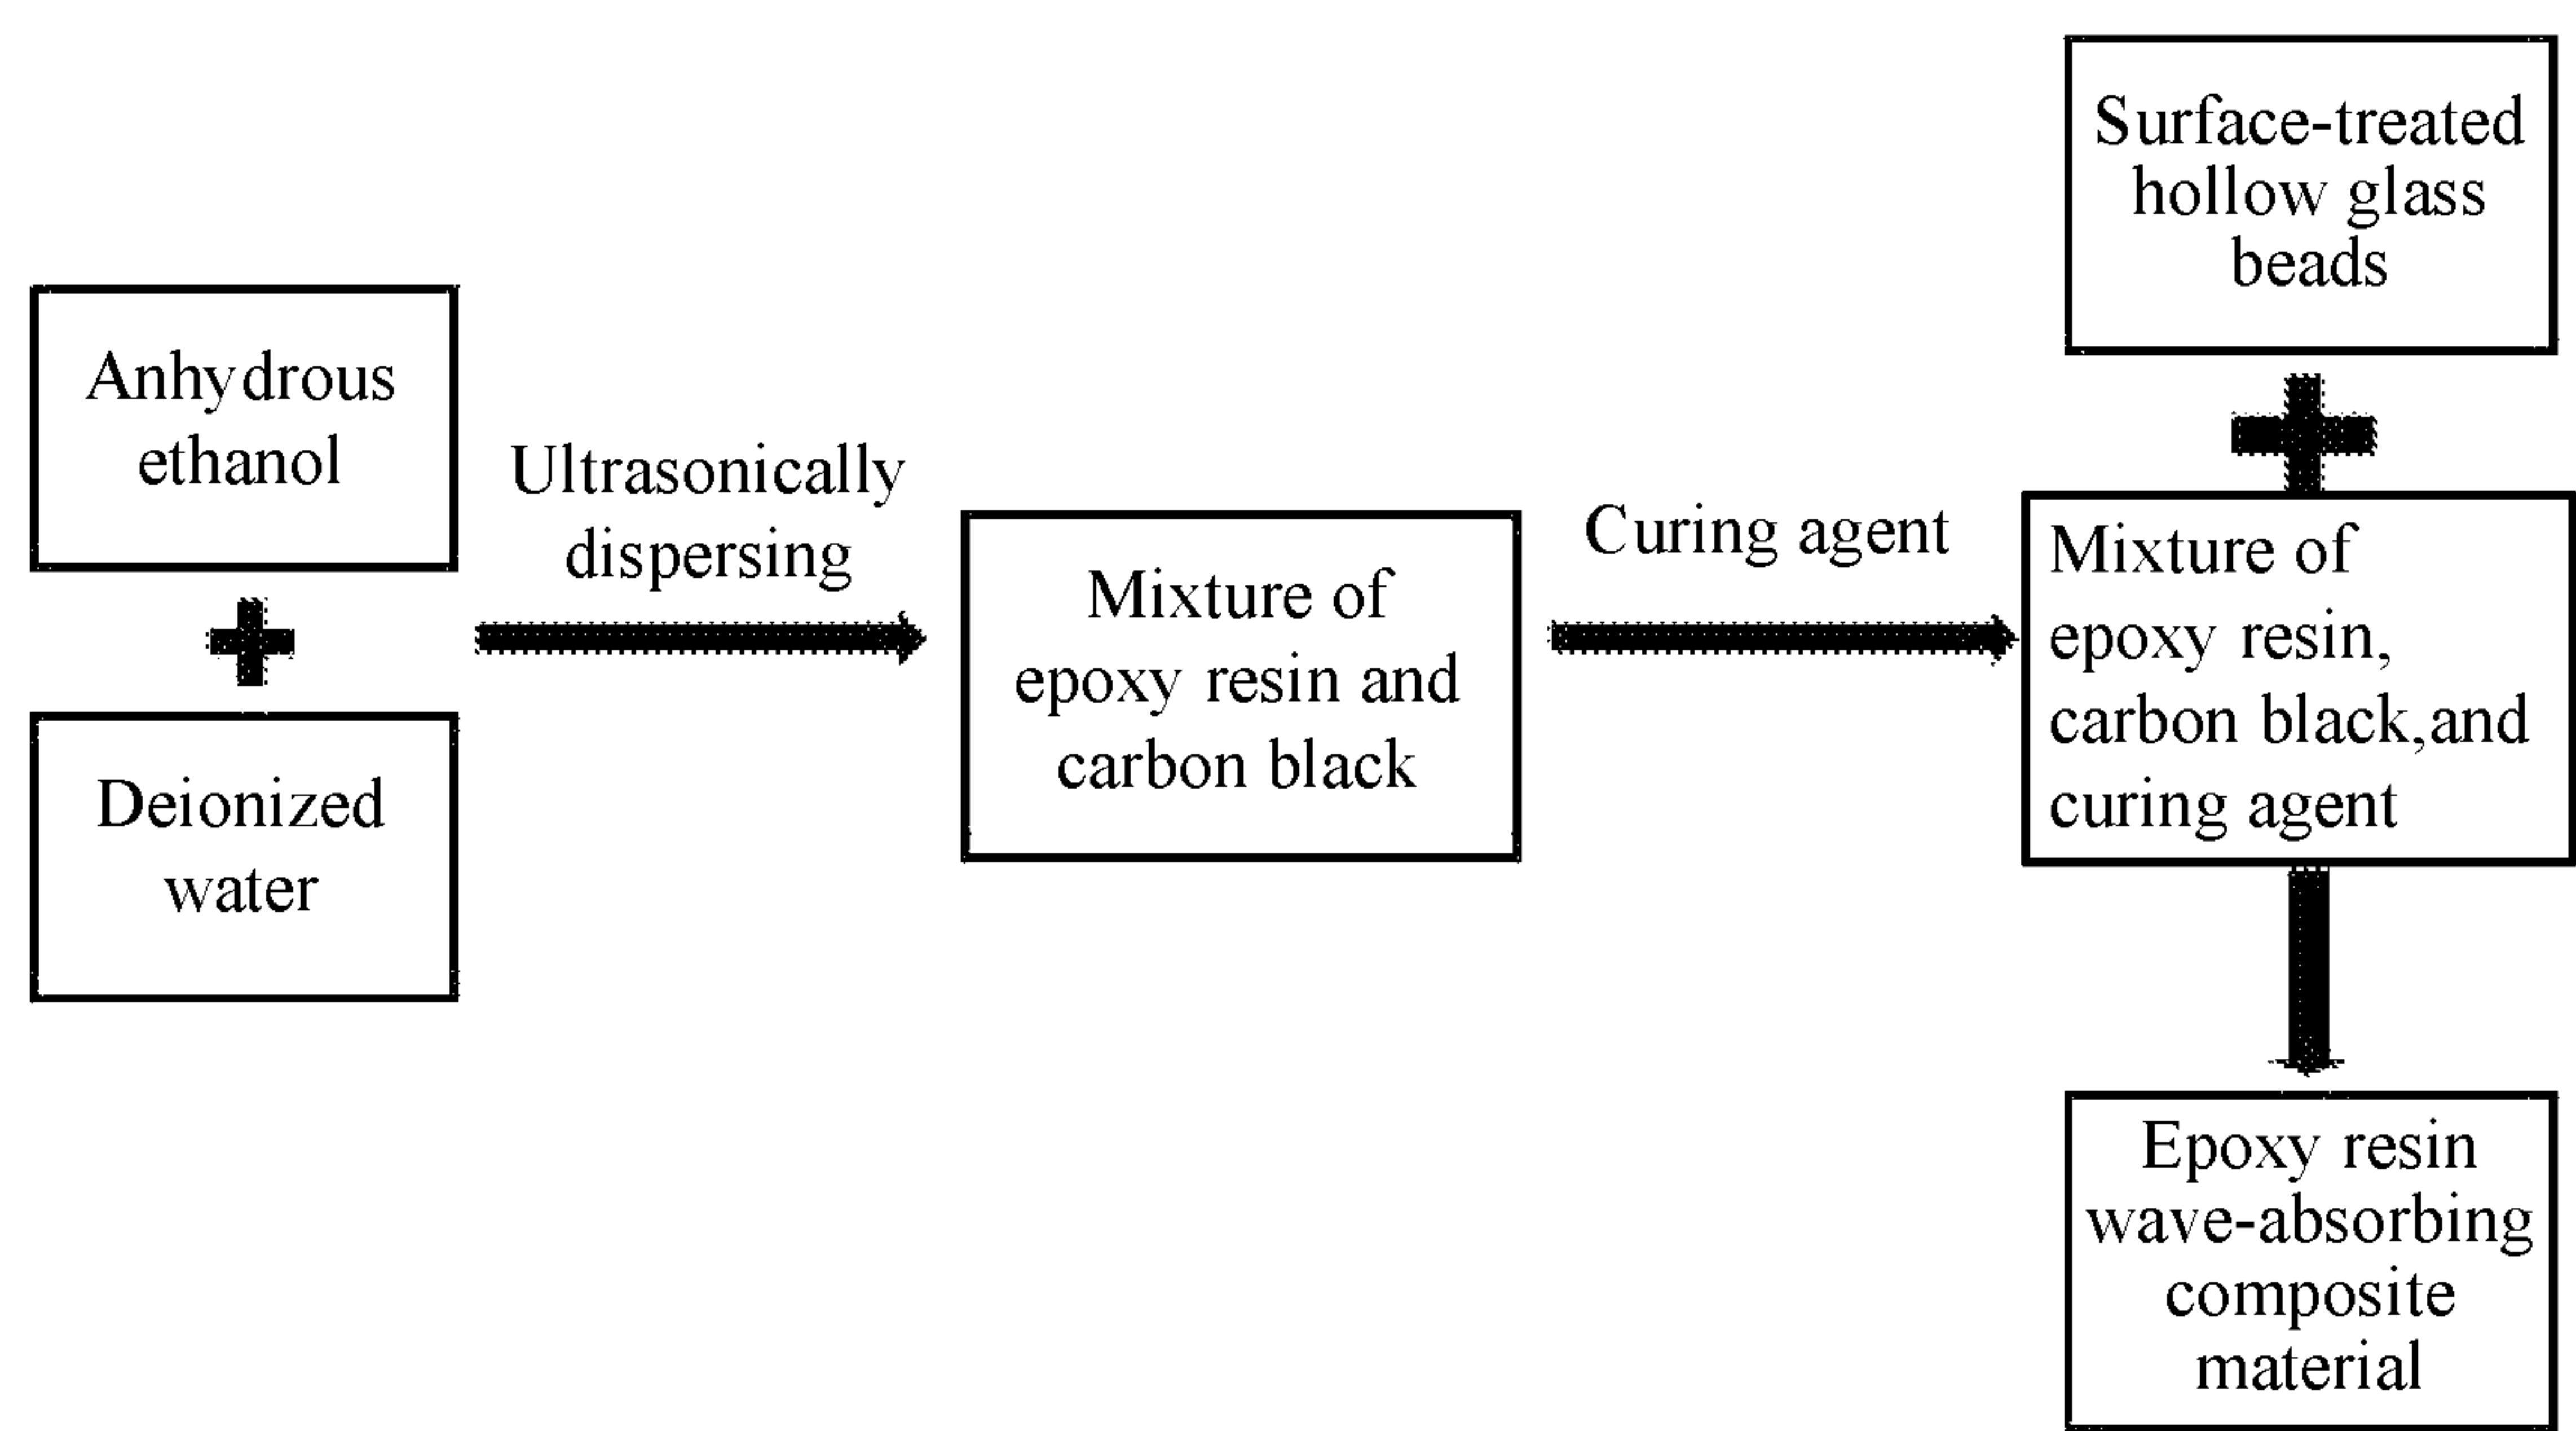 Anhydrous
ethanol
Deionized
water
Ultrasonically
dispersing
Mixture of
epoxy resin and
carbon black
Curing agent
Surface-treated
hollow glass
beads
Mixture of
epoxy resin,
carbon black,and
curing agent
Epoxy resin
wave-absorbing
composite
material